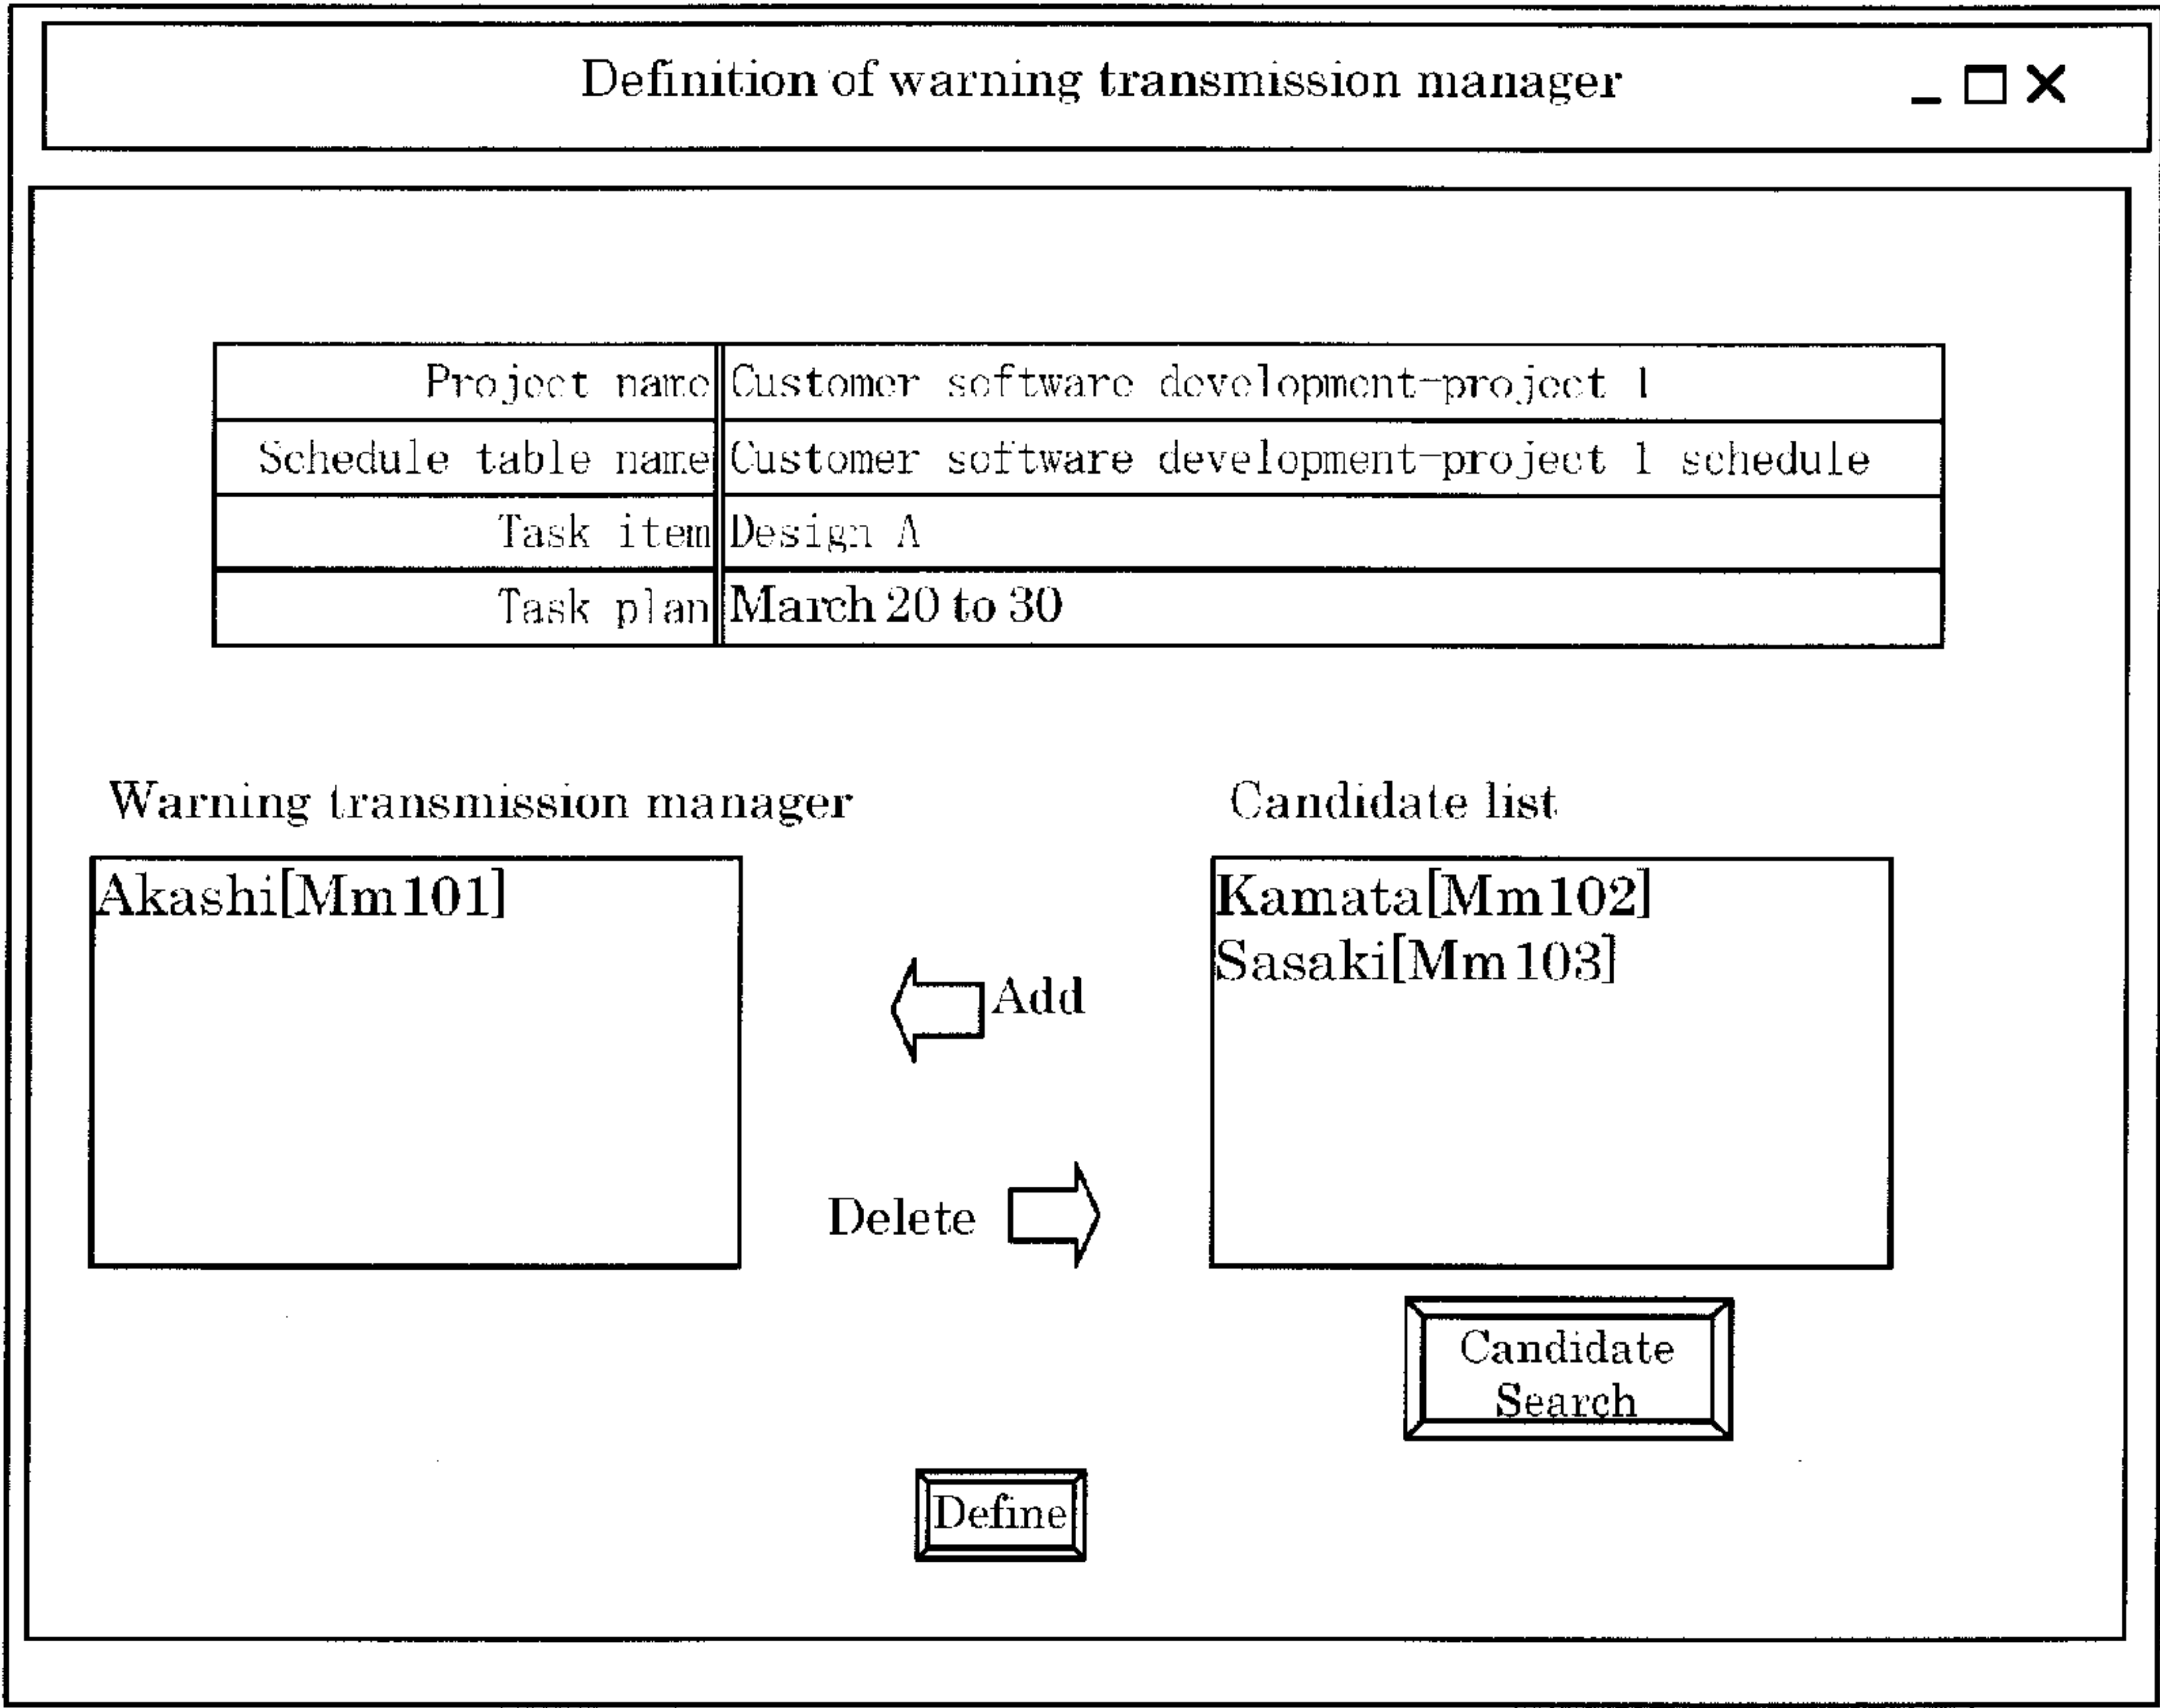 Definition of warning transmission manager
Project name Customer software development-project 1
Schedule table name Customer software development-project 1 schedule
Task item Design A
Task plan March 20 to 30
Warning transmission manager
Candidate list
Akashi[Mm101]
Kamata[Mm102]
Sasaki[Mm103]
Add
Delete
Candidate
Search
Define